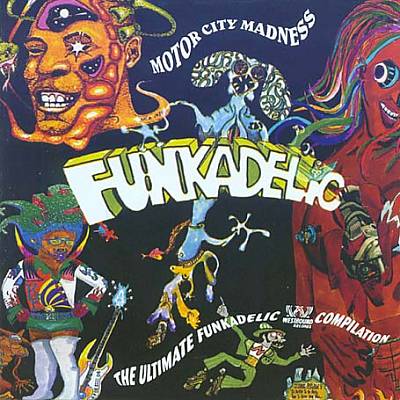 MOTOR CITY MADNESS
FUNKADELIC
THE ULTIMATE FUNKADELIC
WESTBOUND
RECORDS
COMPILATION